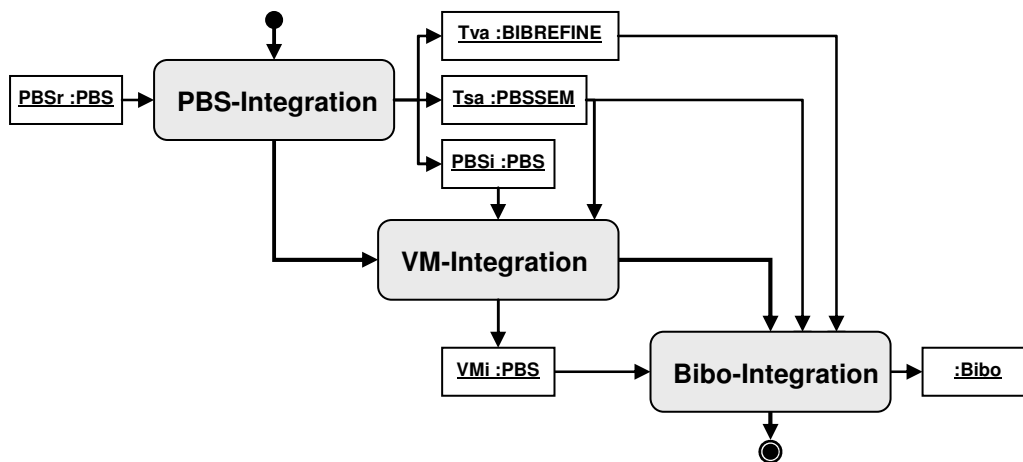 Tva :BIBREFINE
PBSr :PBS
PBS-Integration
Tsa :PBSSEM
PBSi :PBS
VM-Integration
VMi :PBS
Bibo-Integration
:Bibo